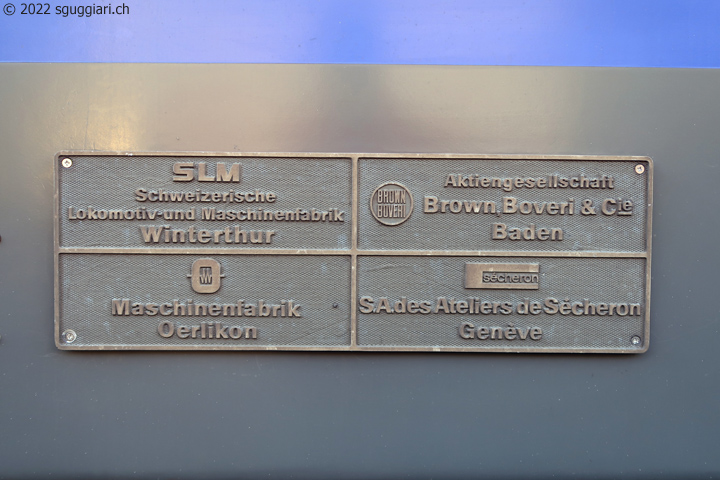 © 2022 sguggiari.ch
SLM
Schweizerische
Lokomotiv-und Maschinenfabrik
Winterthur
BROWN
BOVERI
Aktiengesellschaft
Brown, Boveri & Cie
Baden
Maschinenfabrik
Oerlikon
sécheron
S.A.des Ateliers de Sécheron
Genève